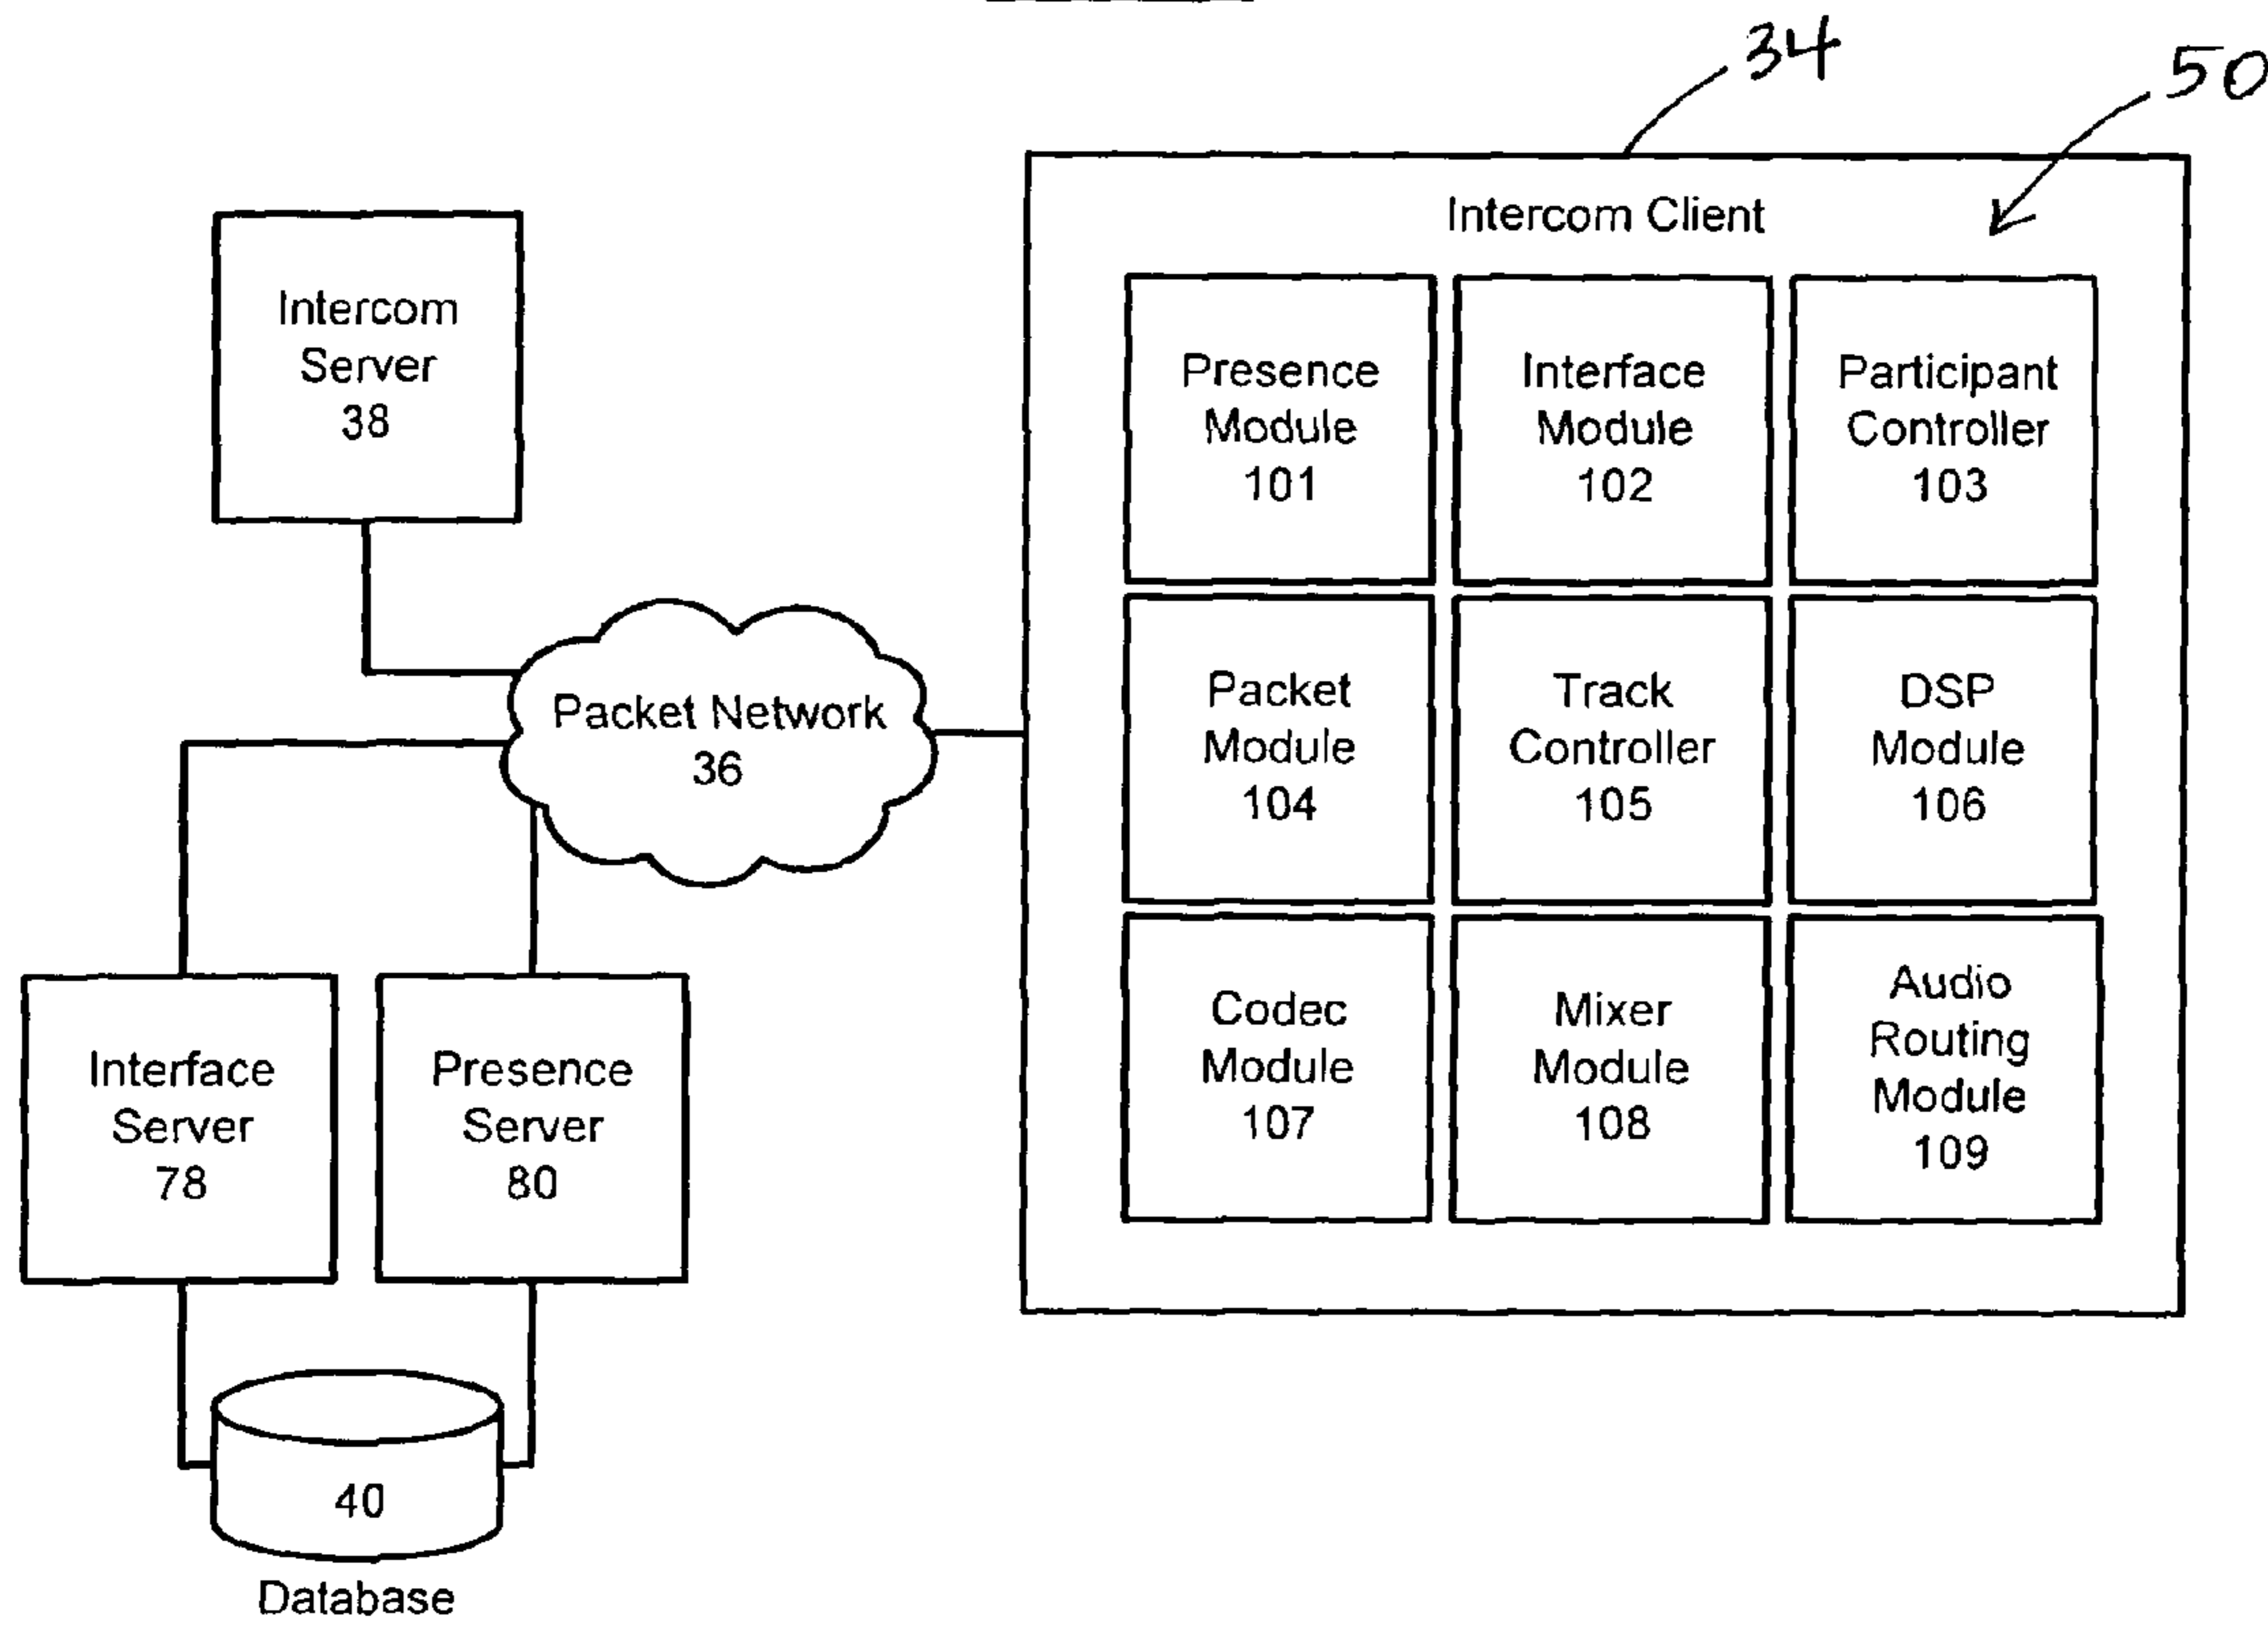 34
50
Intercom Client
Intercom
Server
38
Presence
Module
101
Interface
Module
102
Participant
Controller
103
Packet Network
36
Packet
Module
104
Track
Controller
105
DSP
Module
106
Interface
Server
78
Presence
Server
80
Codec
Module
107
Mixer
Module
108
Audio
Routing
Module
109
40
Database